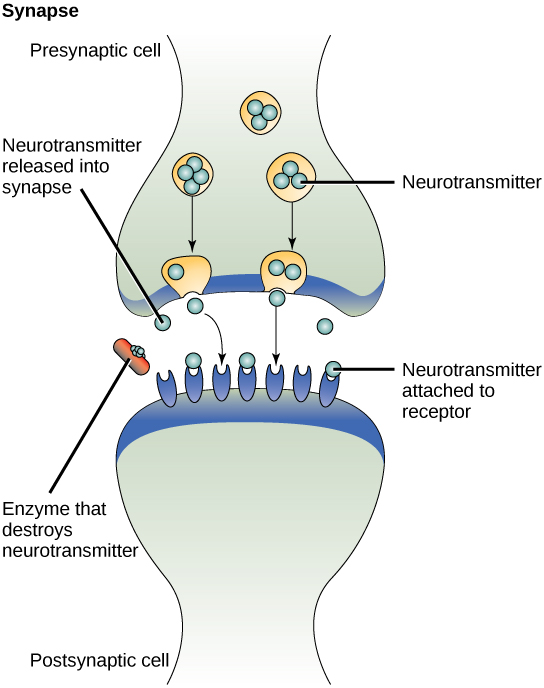 Synapse
Presynaptic cell
Neurotransmitter
released into
synapse
Neurotransmitter
Neurotransmitter
attached to
receptor
Enzyme that
destroys
neurotransmitter
Postsynaptic cell